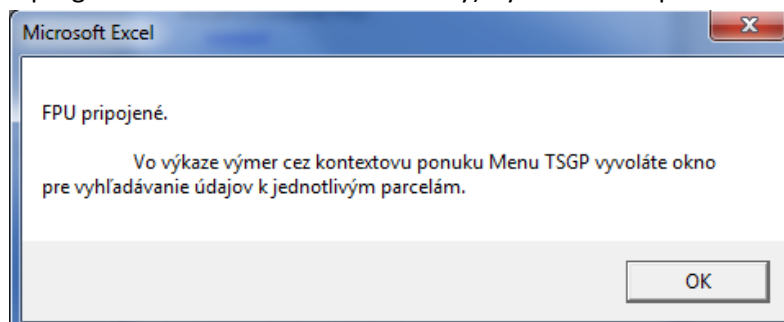 Microsoft Excel
FPU pripojené.
Vo výkaze výmer cez kontextovu ponuku Menu TSGP vyvoláte okno
pre vyhľadávanie údajov k jednotlivým parcelám.
OK